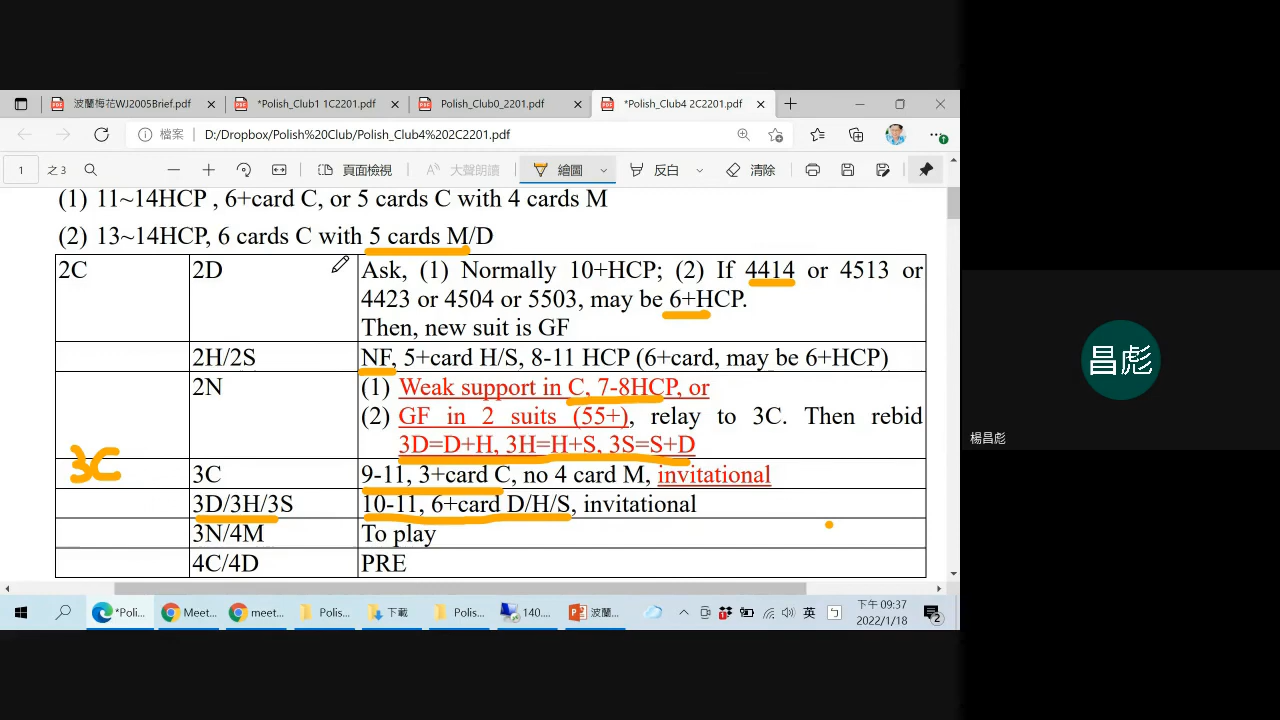 波蘭梅花WJ2005Brief.pdf
*Polish_Club1 1C2201.pdf
Polish_Club0_2201.pdf
*Polish_Club4 2C2201.pdf
檔案
D:/Dropbox/Polish%20Club/Polish_Club4%202C2201.pdf
1
之 3
頁面檢視
大聲朗讀
繪圖
反白
清除
(1) 11~14HCP , 6+card C, or 5 cards C with 4 cards M
(2) 13~14HCP, 6 cards C with 5 cards M/D
2C 2D Ask, (1) Normally 10+HCP; (2) If 4414 or 4513 or
4423 or 4504 or 5503, may be 6+HCP.
Then, new suit is GF
2H/2S NF, 5+card H/S, 8-11 HCP (6+card, may be 6+HCP)
2N (1) Weak support in C, 7-8HCP, or
(2) GF in 2 suits (55+), relay to 3C. Then rebid
3D=D+H, 3H=H+S, 3S=S+D
3C
3C 9-11, 3+card C, no 4 card M, invitational
3D/3H/3S 10-11, 6+card D/H/S, invitational
3N/4M To play
4C/4D PRE
昌彪
楊昌彪
*Poli...
Meet...
meet...
Polis...
下載
Polis...
140....
波蘭...
英
下午 09:37
2022/1/18
2